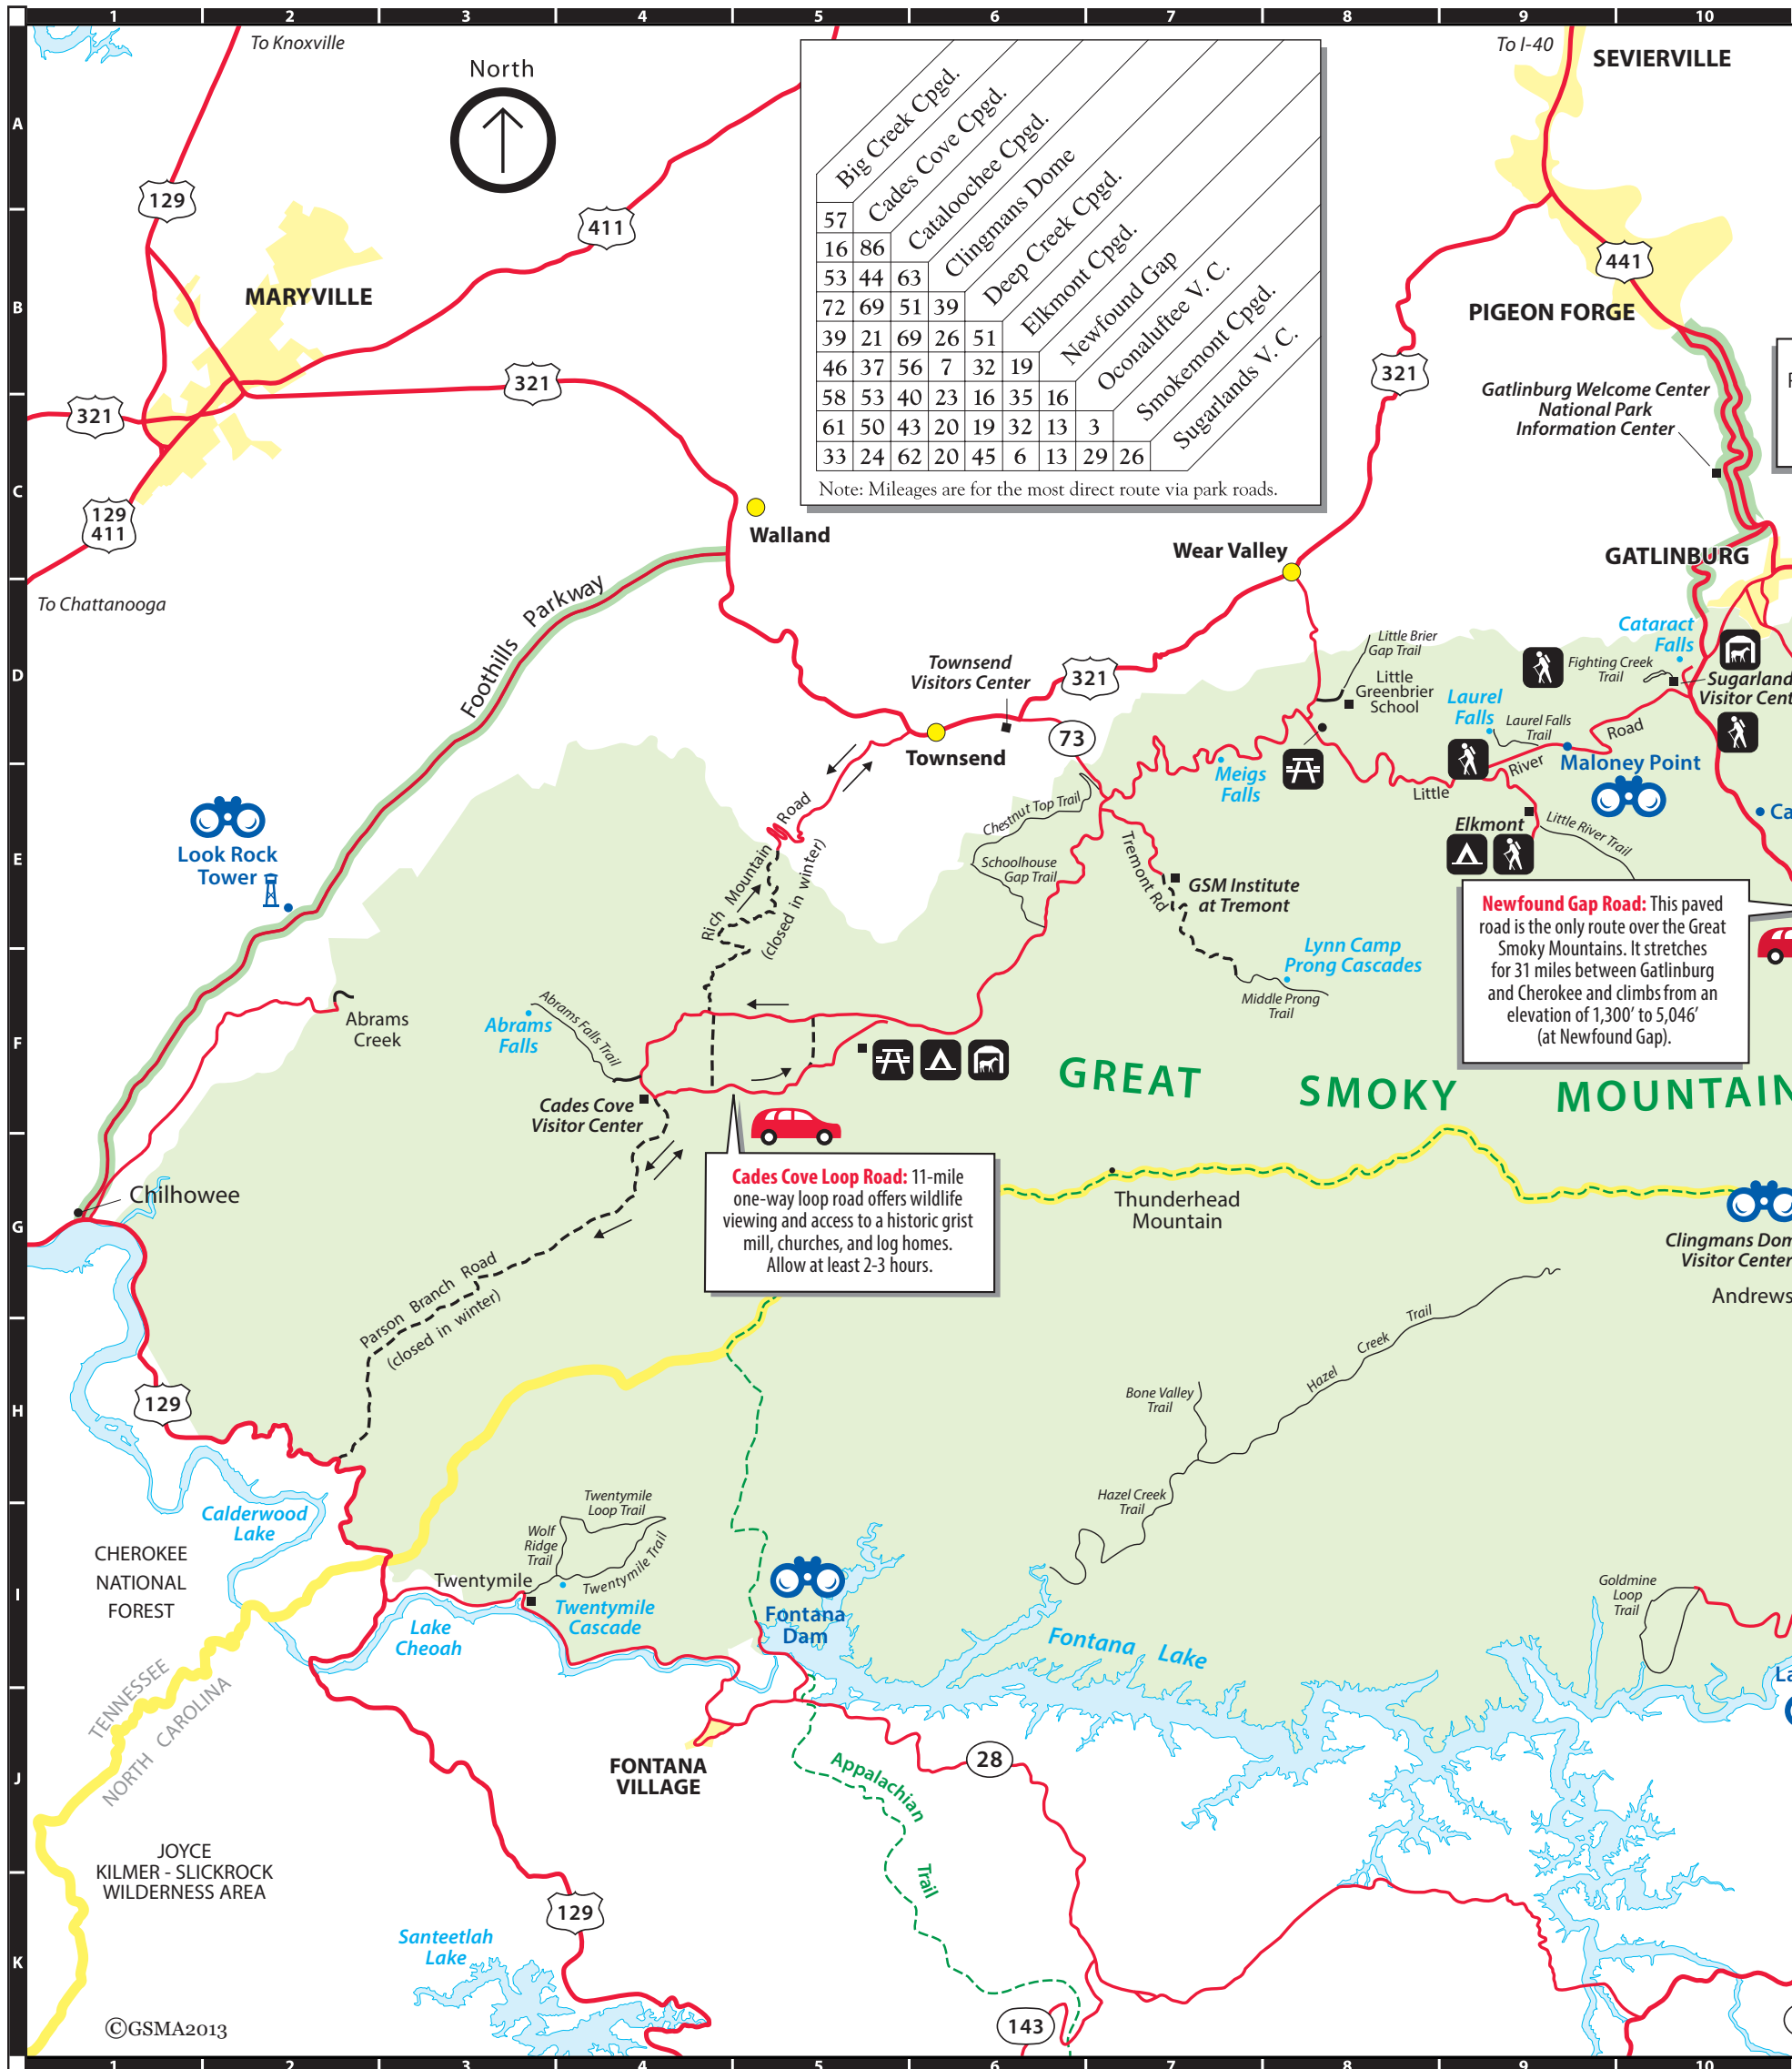 1 2 3 4 5 6 7 8 9 10
A
B
C
D
E
F
G
H
I
J
K
To Knoxville
North
129
411
MARYVILLE
321
321
129
411
To Chattanooga
Big Creek Cpgd.
Cades Cove Cpgd.
Cataloochee Cpgd.
Clingmans Dome
Deep Creek Cpgd.
Elkmont Cpgd.
Newfound Gap
Oconaluftee V. C.
Smokemont Cpgd.
Sugarlands V. C.
57
16 86
53 44 63
72 69 51 39
39 21 69 26 51
46 37 56 7 32 19
58 53 40 23 16 35 16
61 50 43 20 19 32 13 3
33 24 62 20 45 6 13 29 26
Note: Mileages are for the most direct route via park roads.
To I-40
SEVIERVILLE
441
PIGEON FORGE
321
Gatlinburg Welcome Center
National Park
Information Center
GATLINBURG
Walland
Wear Valley
Foothills Parkway
Townsend
Visitors Center
321
Townsend
73
Little Brier
Gap Trail
Little
Greenbrier
School
Cataract
Falls
Fighting Creek
Trail
Sugarland
Visitor Cent
Laurel
Falls
Laurel Falls
Trail
Little River Road
Maloney Point
Meigs
Falls
Ca
Elkmont
Little River Trail
Look Rock
Tower
Rich Mountain Road
(closed in winter)
Chestnut Top Trail
Schoolhouse
Gap Trail
Tremont Rd
GSM Institute
at Tremont
Lynn Camp
Prong Cascades
Middle Prong
Trail
Newfound Gap Road: This paved
road is the only route over the Great
Smoky Mountains. It stretches
for 31 miles between Gatlinburg
and Cherokee and climbs from an
elevation of 1,300′ to 5,046′
(at Newfound Gap).
Abrams
Creek
Abrams
Falls
Abrams Falls Trail
Cades Cove
Visitor Center
GREAT SMOKY MOUNTAIN
Cades Cove Loop Road: 11-mile
one-way loop road offers wildlife
viewing and access to a historic grist
mill, churches, and log homes.
Allow at least 2-3 hours.
Chilhowee
Thunderhead
Mountain
Clingmans Dom
Visitor Center
Andrews
Parson Branch Road
(closed in winter)
129
Bone Valley
Trail
Hazel Creek Trail
Hazel Creek
Trail
Calderwood
Lake
CHEROKEE
NATIONAL
FOREST
Twentymile
Loop Trail
Wolf
Ridge
Trail
Twentymile Trail
Twentymile
Twentymile
Cascade
Lake
Cheoah
Fontana
Dam
Fontana Lake
Goldmine
Loop
Trail
La
TENNESSEE
NORTH CAROLINA
FONTANA
VILLAGE
28
Appalachian Trail
JOYCE
KILMER - SLICKROCK
WILDERNESS AREA
129
Santeetlah
Lake
143
©GSMA2013
1 2 3 4 5 6 7 8 9 10